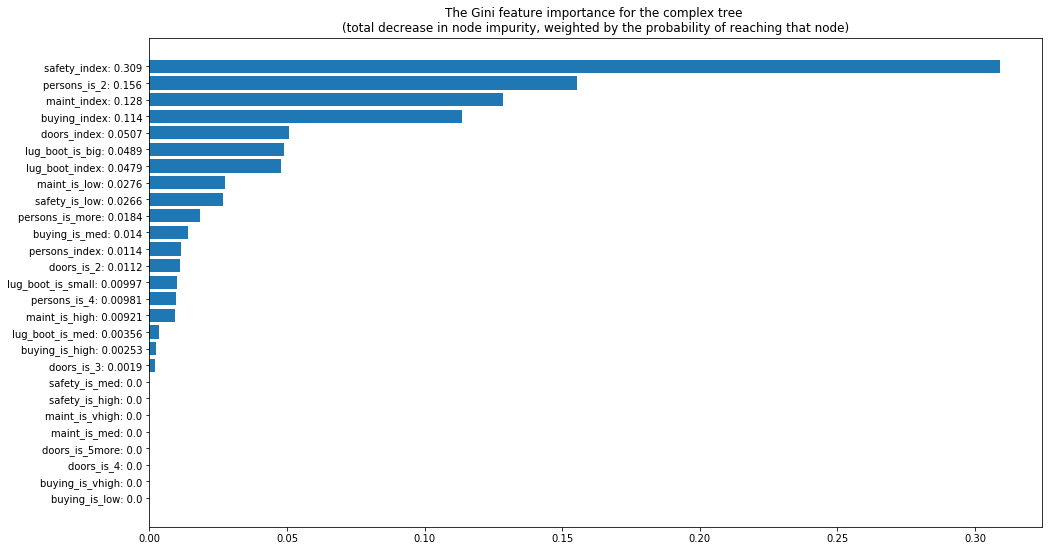 The Gini feature importance for the complex tree
(total decrease in node impurity, weighted by the probability of reaching that node)
safety_index: 0.309
persons_is_2: 0.156
maint_index: 0.128
buying_index: 0.114
doors_index: 0.0507
lug_boot_is_big: 0.0489
lug_boot_index: 0.0479
maint_is_low: 0.0276
safety_is_low: 0.0266
persons_is_more: 0.0184
buying_is_med: 0.014
persons_index: 0.0114
doors_is_2: 0.0112
lug_boot_is_small: 0.00997
persons_is_4: 0.00981
maint_is_high: 0.00921
lug_boot_is_med: 0.00356
buying_is_high: 0.00253
doors_is_3: 0.0019
safety_is_med: 0.0
safety_is_high: 0.0
maint_is_vhigh: 0.0
maint_is_med: 0.0
doors_is_5more: 0.0
doors_is_4: 0.0
buying_is_vhigh: 0.0
buying_is_low: 0.0
0.00 0.05 0.10 0.15 0.20 0.25 0.30